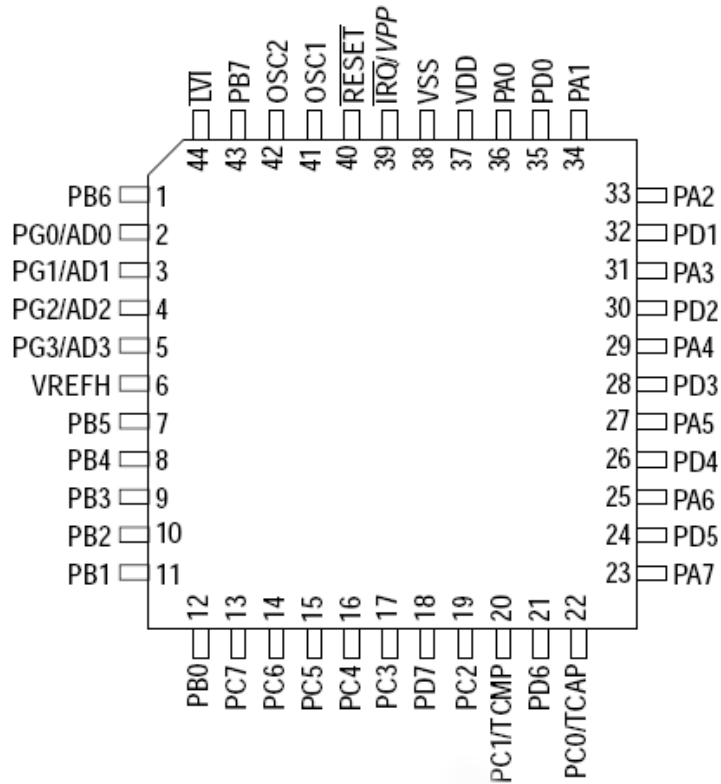 LVI PB7 OSC2 OSC1 RESET IRQ/VPP VSS VDD PA0 PD0 PA1
44 43 42 41 40 39 38 37 36 35 34
PB6 1 33 PA2
PG0/AD0 2 32 PD1
PG1/AD1 3 31 PA3
PG2/AD2 4 30 PD2
PG3/AD3 5 29 PA4
VREFH 6 28 PD3
PB5 7 27 PA5
PB4 8 26 PD4
PB3 9 25 PA6
PB2 10 24 PD5
PB1 11 23 PA7
12 13 14 15 16 17 18 19 20 21 22
PB0 PC7 PC6 PC5 PC4 PC3 PD7 PC2 PC1/TCMP PD6 PC0/TCAP